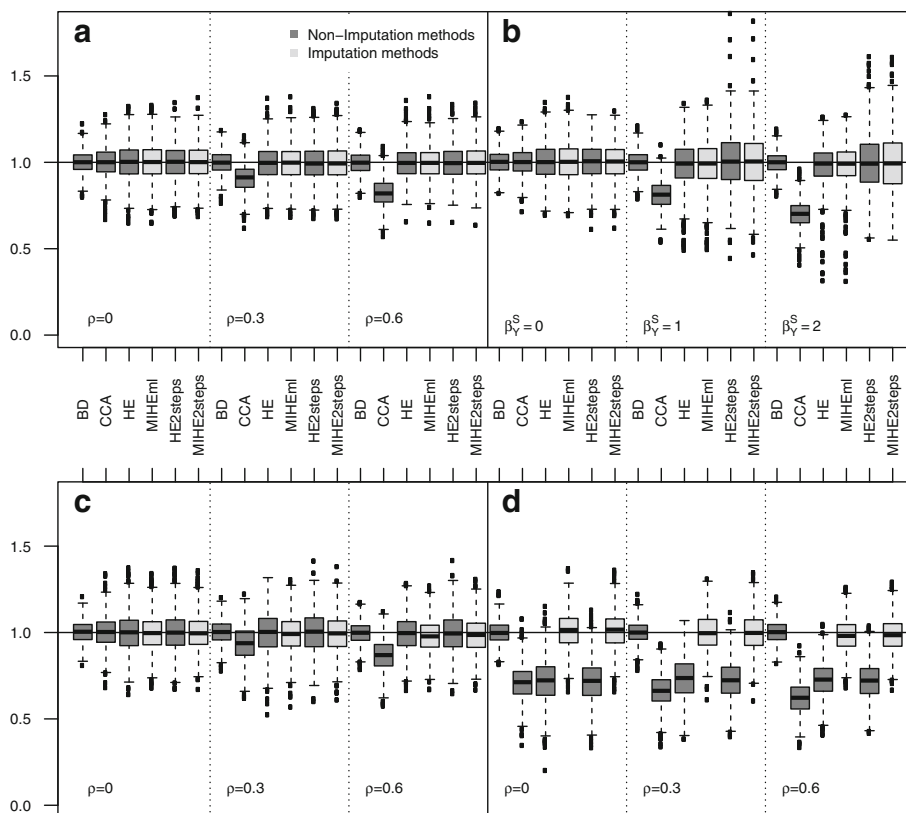 a
Non−Imputation methods
Imputation methods
b
1.5
1.0
0.5
0.0
ρ=0
ρ=0.3
ρ=0.6
β_Y^S = 0
β_Y^S = 1
β_Y^S = 2
BD
CCA
HE
MIHEml
HE2steps
MIHE2steps
BD
CCA
HE
MIHEml
HE2steps
MIHE2steps
BD
CCA
HE
MIHEml
HE2steps
MIHE2steps
BD
CCA
HE
MIHEml
HE2steps
MIHE2steps
BD
CCA
HE
MIHEml
HE2steps
MIHE2steps
BD
CCA
HE
MIHEml
HE2steps
MIHE2steps
c
d
1.5
1.0
0.5
0.0
ρ=0
ρ=0.3
ρ=0.6
ρ=0
ρ=0.3
ρ=0.6